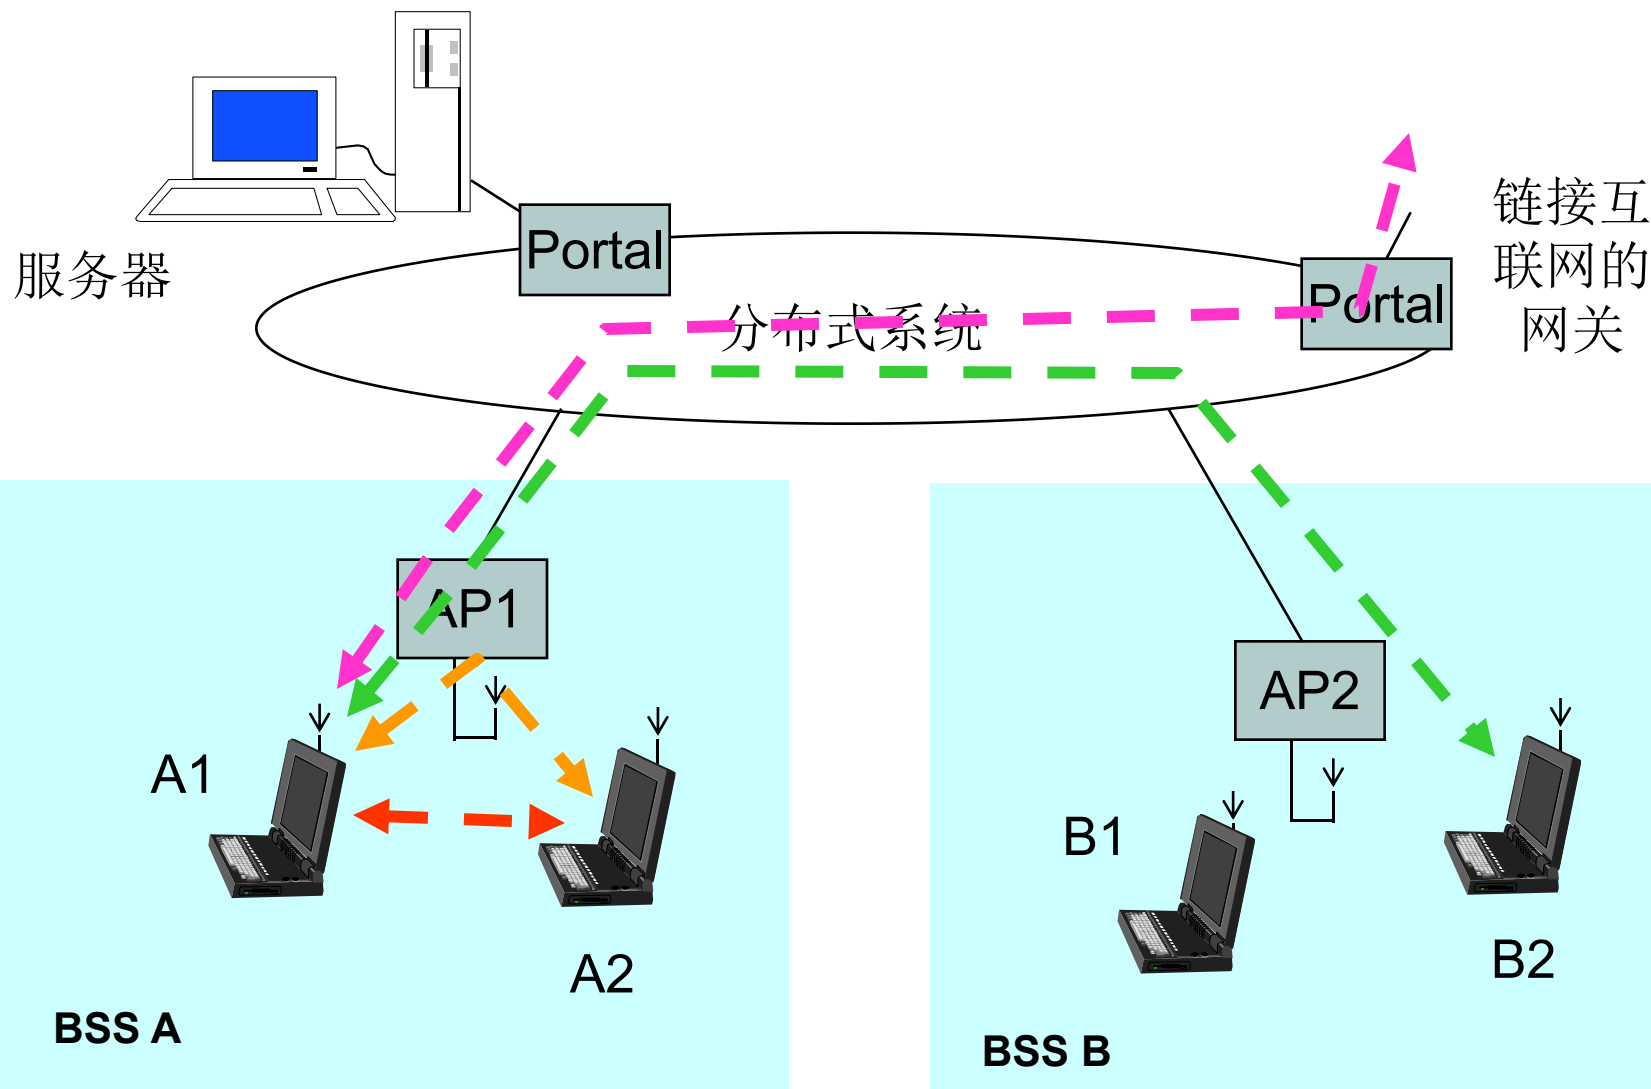 服务器
Portal
分布式系统
Portal
链接互
联网的
网关
AP1
AP2
A1
A2
B1
B2
BSS A
BSS B